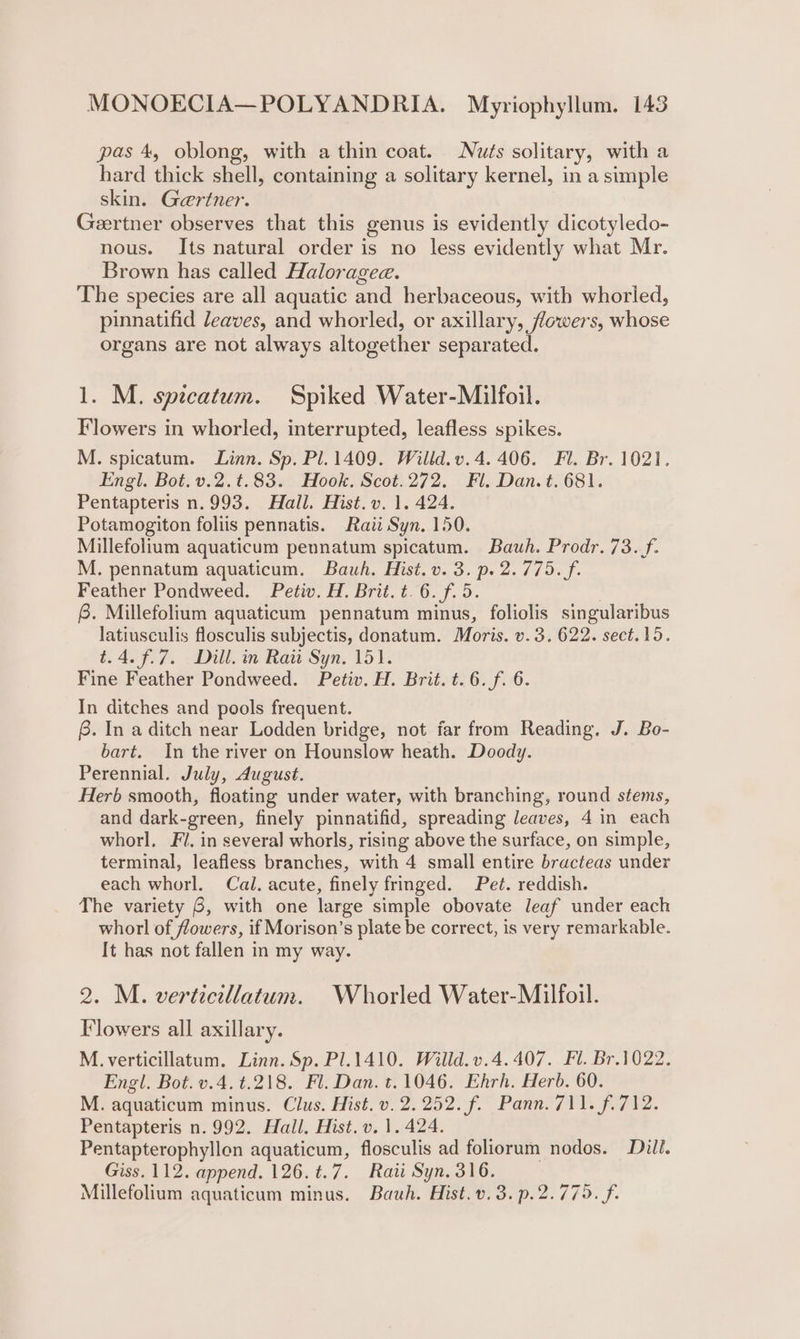 MONOECIA—POLYANDRIA. Myriophyllum. 143
pas 4, oblong, with a thin coat. Nuts solitary, with a
hard thick shell, containing a solitary kernel, in a simple
skin. Gærtner.
Gærtner observes that this genus is evidently dicotyledo-
nous. Its natural order is no less evidently what Mr.
Brown has called Halorageæ.
The species are all aquatic and herbaceous, with whorled,
pinnatifid leaves, and whorled, or axillary, flowers, whose
organs are not always altogether separated.
1. M. spicatum. Spiked Water-Milfoil.
Flowers in whorled, interrupted, leafless spikes.
M. spicatum. Linn. Sp. Pl. 1409. Willd. v. 4. 406. Fl. Br. 1021.
Engl. Bot. v. 2. t. 83. Hook. Scot. 272. Fl. Dan. t. 681.
Pentapteris n. 993. Hall. Hist. v. 1. 424.
Potamogiton foliis pennatis. Raii Syn. 150.
Millefolium aquaticum pennatum spicatum. Bauh. Prodr. 73. f.
M. pennatum aquaticum. Bauh. Hist. v. 3. p. 2. 775. f.
Feather Pondweed. Petiv. H. Brit. t. 6. f. 5.
β. Millefolium aquaticum pennatum minus, foliolis singularibus
latiusculis flosculis subjectis, donatum. Moris. v. 3. 622. sect. 15.
t. 4. f. 7. Dill. in Raii Syn. 151.
Fine Feather Pondweed. Petiv. H. Brit. t. 6. f. 6.
In ditches and pools frequent.
β. In a ditch near Lodden bridge, not far from Reading. J. Bo-
bart. In the river on Hounslow heath. Doody.
Perennial. July, August.
Herb smooth, floating under water, with branching, round stems,
and dark-green, finely pinnatifid, spreading leaves, 4 in each
whorl. Fl. in several whorls, rising above the surface, on simple,
terminal, leafless branches, with 4 small entire bracteas under
each whorl. Cal. acute, finely fringed. Pet. reddish.
The variety β, with one large simple obovate leaf under each
whorl of flowers, if Morison's plate be correct, is very remarkable.
It has not fallen in my way.
2. M. verticillatum. Whorled Water-Milfoil.
Flowers all axillary.
M. verticillatum. Linn. Sp. Pl. 1410. Willd. v. 4. 407. Fl. Br. 1022.
Engl. Bot. v. 4. t. 218. Fl. Dan. t. 1046. Ehrh. Herb. 60.
M. aquaticum minus. Clus. Hist. v. 2. 252. f. Pann. 711. f. 712.
Pentapteris n. 992. Hall. Hist. v. 1. 424.
Pentapterophyllon aquaticum, flosculis ad foliorum nodos. Dill.
Giss. 112. append. 126. t. 7. Raii Syn. 316.
Millefolium aquaticum minus. Bauh. Hist. v. 3. p. 2. 775. f.